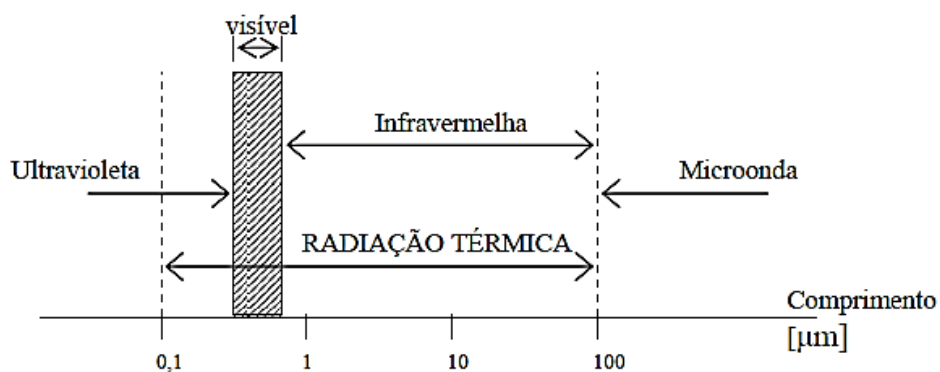 visível
Infravermelha
Ultravioleta
Microonda
RADIAÇÃO TÉRMICA
Comprimento
[µm]
0,1
1
10
100